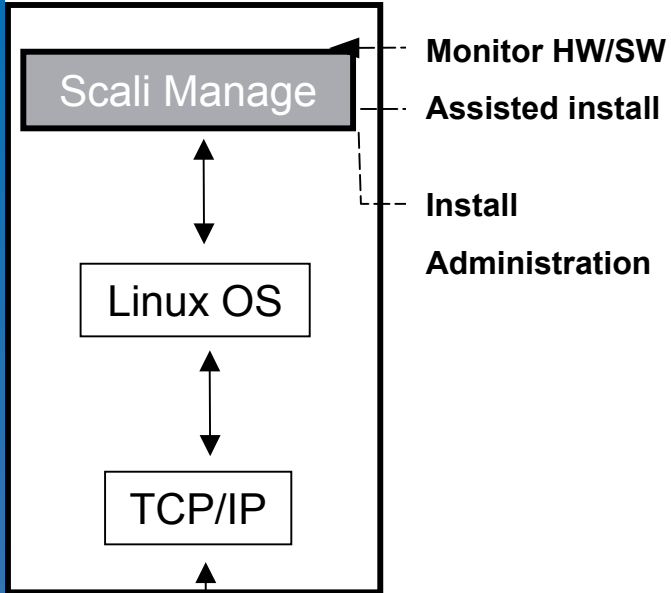 Monitor HW/SW
Scali Manage
Assisted install
Install
Administration
Linux OS
TCP/IP